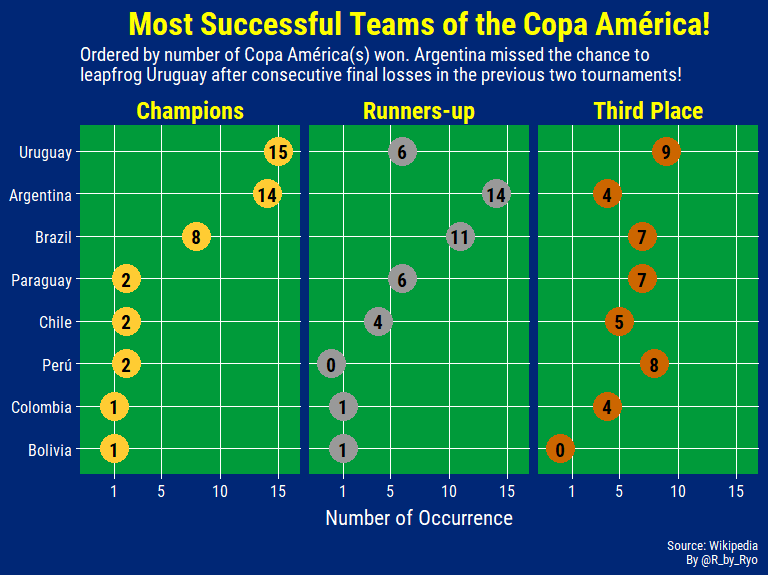 Most Successful Teams of the Copa América!
Ordered by number of Copa América(s) won. Argentina missed the chance to
leapfrog Uruguay after consecutive final losses in the previous two tournaments!
Champions Runners-up Third Place
Uruguay 15 6 9
Argentina 14 14 4
Brazil 8 11 7
Paraguay 2 6 7
Chile 2 4 5
Perú 2 0 8
Colombia 1 1 4
Bolivia 1 1 0
1 5 10 15 1 5 10 15 1 5 10 15
Number of Occurrence
Source: Wikipedia
By @R_by_Ryo